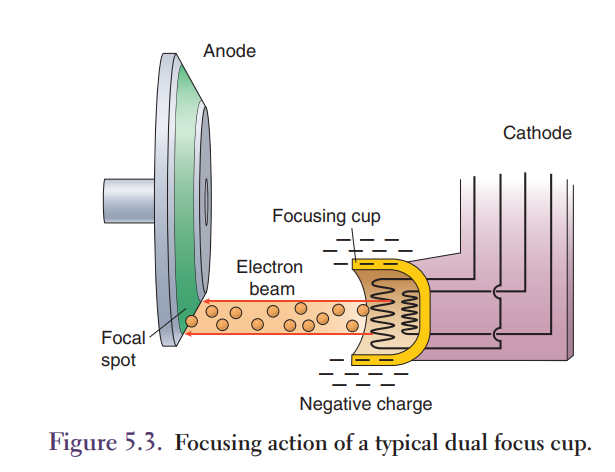 Anode
Cathode
Focusing cup
Electron
beam
Focal
spot
Negative charge
Figure 5.3. Focusing action of a typical dual focus cup.